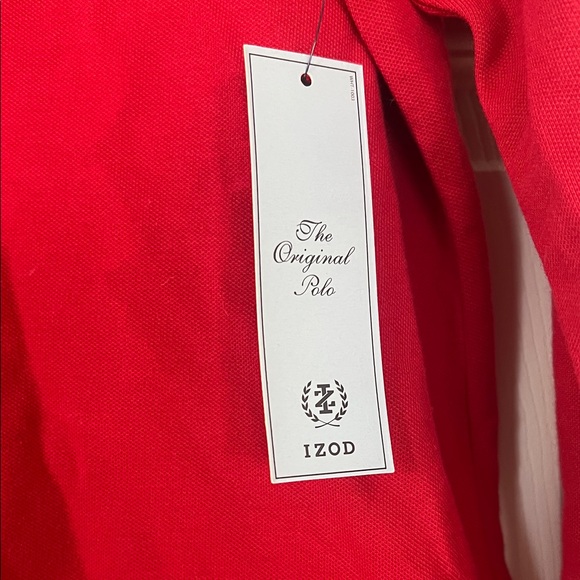 The
Original
Polo
IZOD